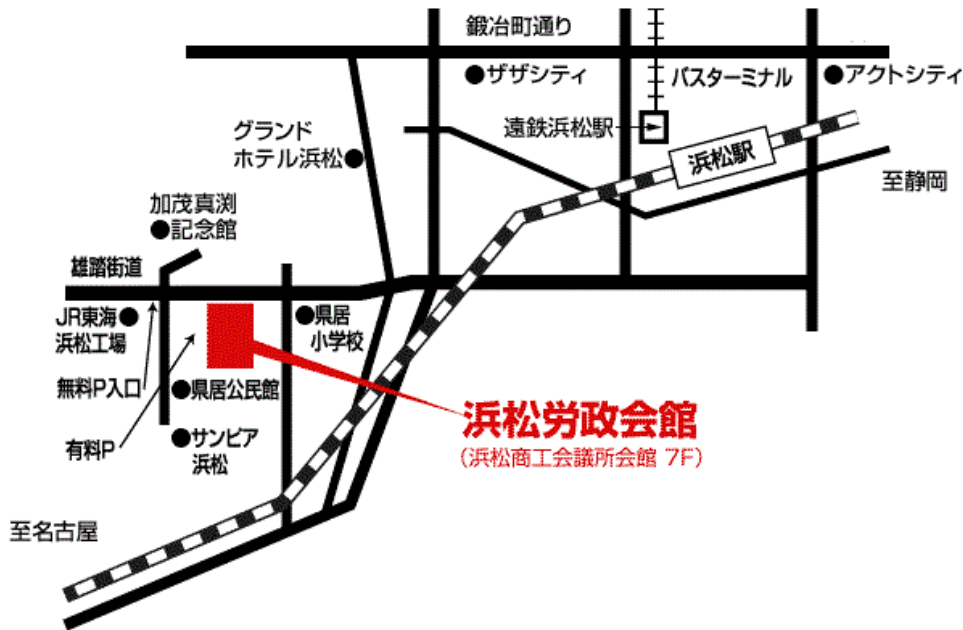 鍛冶町通り
●ザザシティ
バスターミナル
●アクトシティ
グランド
ホテル浜松●
遠鉄浜松駅
浜松駅
至静岡
加茂真渕
●記念館
雄踏街道
JR東海●
浜松工場
●県居
小学校
無料P入口
●県居公民館
有料P
●サンピア
浜松
浜松労政会館
(浜松商工会議所会館 7F)
至名古屋